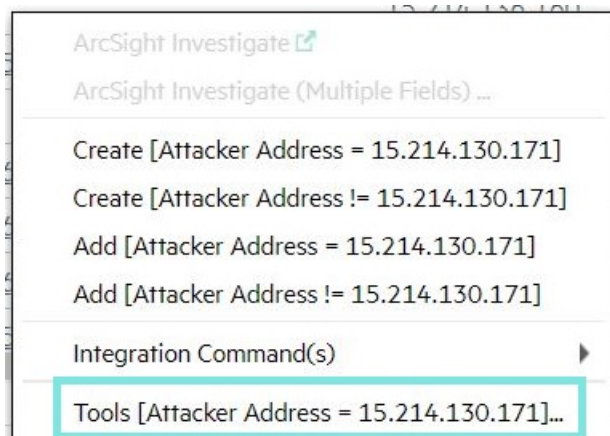 ArcSight Investigate
ArcSight Investigate (Multiple Fields) ...
Create [Attacker Address = 15.214.130.171]
Create [Attacker Address != 15.214.130.171]
Add [Attacker Address = 15.214.130.171]
Add [Attacker Address != 15.214.130.171]
Integration Command(s)
Tools [Attacker Address = 15.214.130.171]...